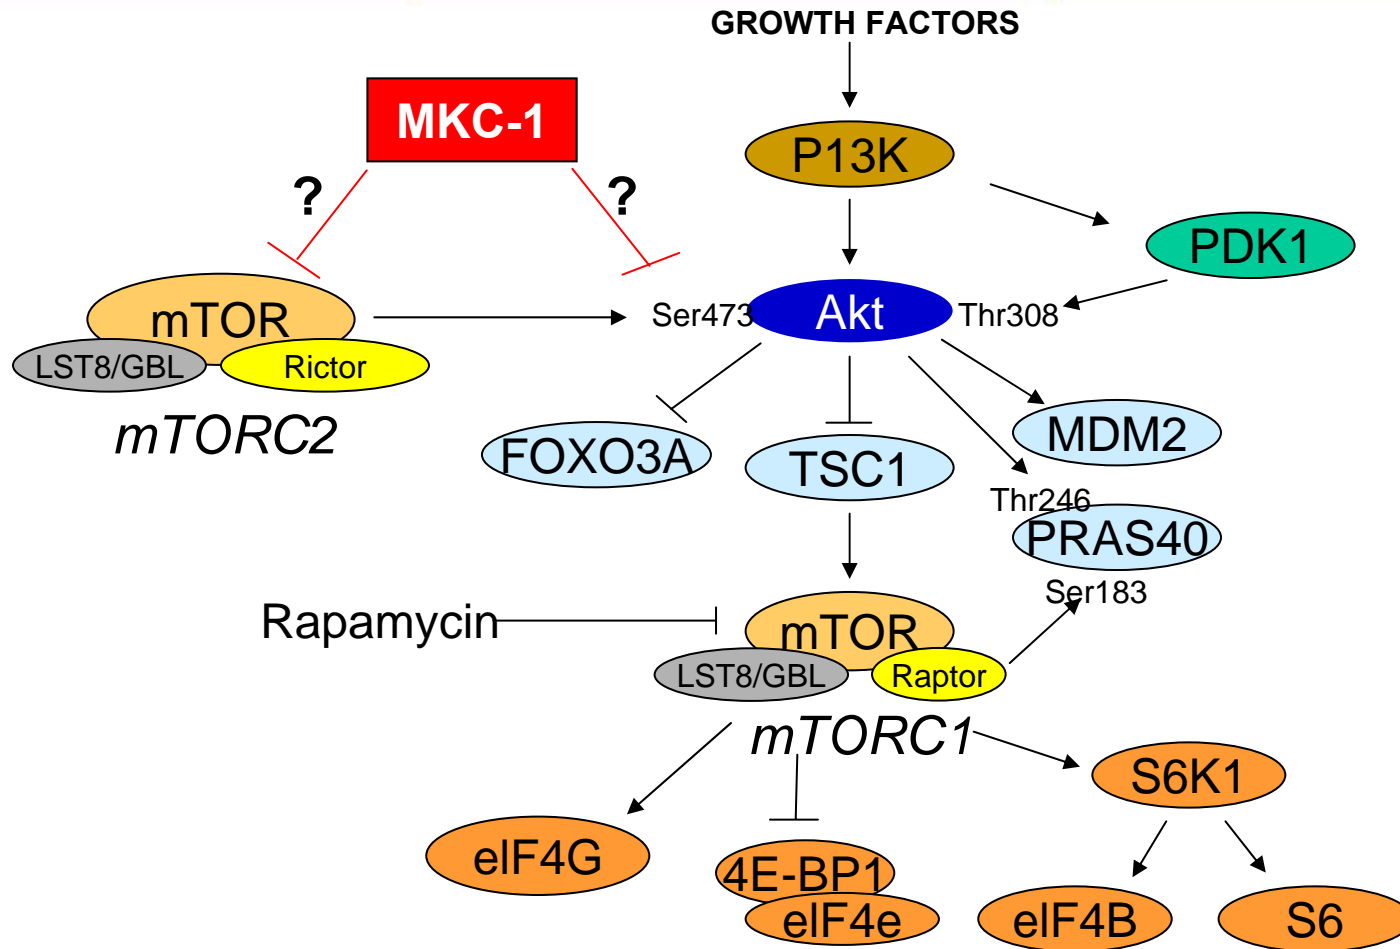 GROWTH FACTORS
MKC-1
P13K
?
?
PDK1
mTOR
Ser473
Akt
Thr308
LST8/GBL
Rictor
mTORC2
FOXO3A
TSC1
MDM2
Thr246
PRAS40
Ser183
Rapamycin
mTOR
LST8/GBL
Raptor
mTORC1
S6K1
eIF4G
4E-BP1
eIF4e
eIF4B
S6